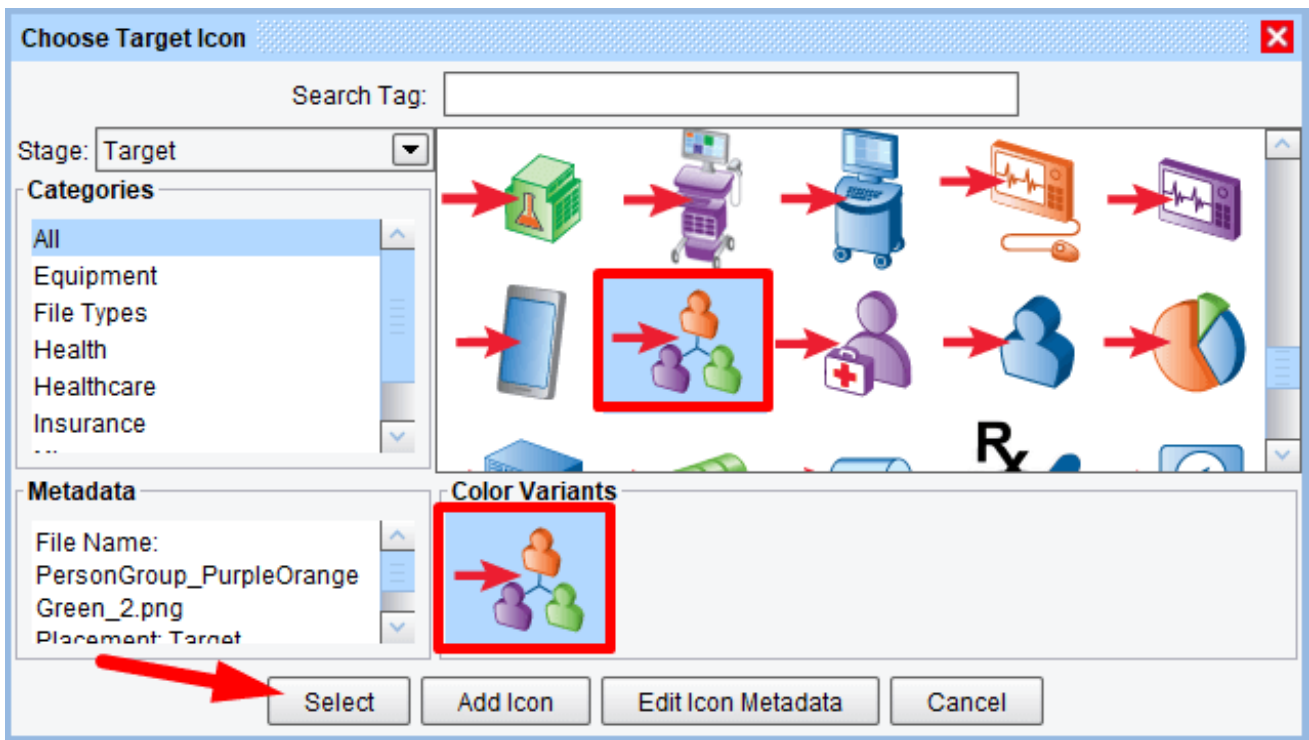 Choose Target Icon
Search Tag:
Stage: Target
Categories
All
Equipment
File Types
Health
Healthcare
Insurance
Rx
Metadata
File Name:
PersonGroup_PurpleOrange
Green_2.png
Placement: Target
Color Variants
Select
Add Icon
Edit Icon Metadata
Cancel